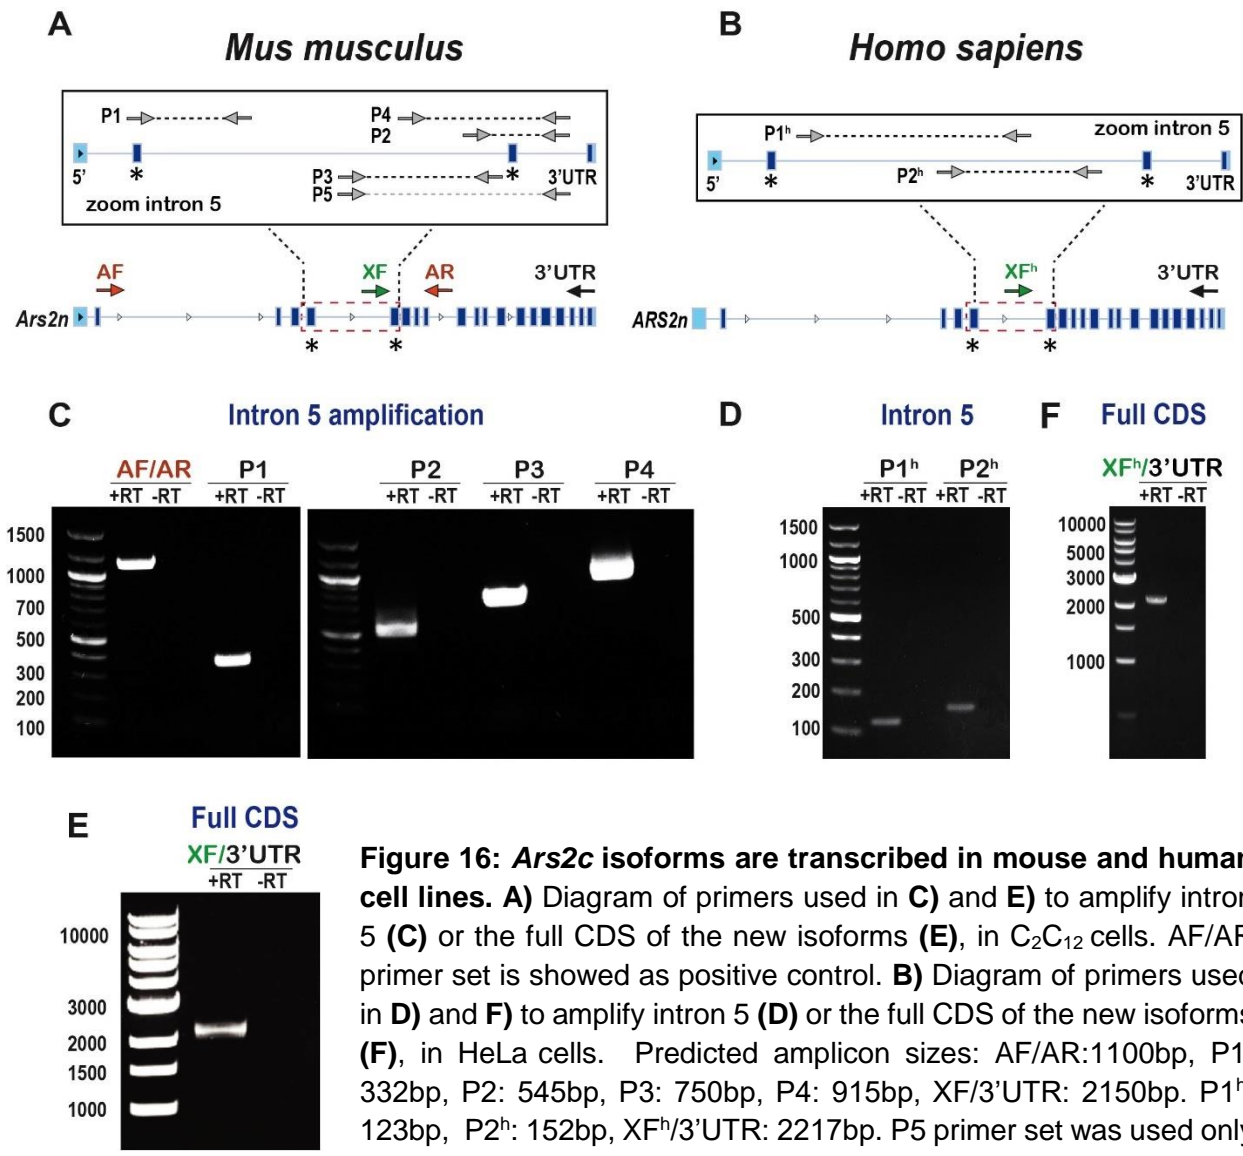 A
Mus musculus
P1
P4
P2
5'
*
*
3'UTR
P3
P5
zoom intron 5
AF
XF
AR
3'UTR
Ars2n
*
*
B
Homo sapiens
P1h
zoom intron 5
5'
*
P2h
*
3'UTR
XFh
3'UTR
ARS2n
*
*
C
Intron 5 amplification
AF/AR
P1
P2
P3
P4
+RT -RT
+RT -RT
+RT -RT
+RT -RT
+RT -RT
1500
1000
700
500
300
200
100
D
Intron 5
P1h
P2h
+RT -RT
+RT -RT
1500
1000
500
300
200
100
F
Full CDS
XFh/3'UTR
+RT -RT
10000
5000
3000
2000
1000
E
Full CDS
XF/3'UTR
+RT -RT
10000
3000
2000
1500
1000
Figure 16: Ars2c isoforms are transcribed in mouse and human
cell lines. A) Diagram of primers used in C) and E) to amplify intron
5 (C) or the full CDS of the new isoforms (E), in C2C12 cells. AF/AR
primer set is showed as positive control. B) Diagram of primers used
in D) and F) to amplify intron 5 (D) or the full CDS of the new isoforms
(F), in HeLa cells. Predicted amplicon sizes: AF/AR:1100bp, P1
332bp, P2: 545bp, P3: 750bp, P4: 915bp, XF/3'UTR: 2150bp. P1h
123bp, P2h: 152bp, XFh/3'UTR: 2217bp. P5 primer set was used only